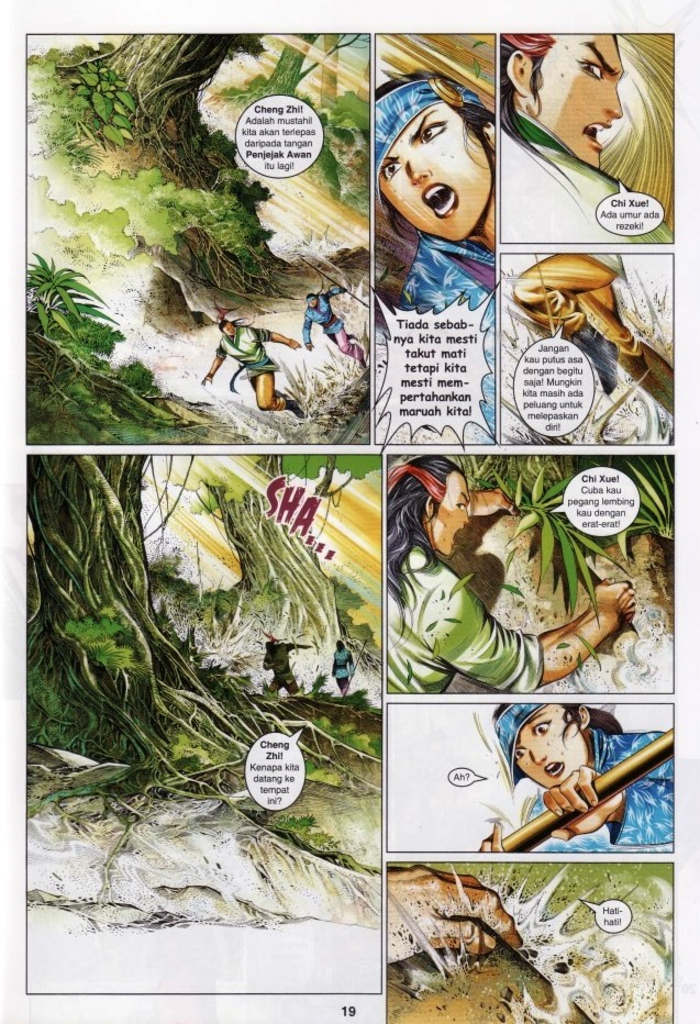 Cheng Zhi!
Adalah mustahil
kita akan terlepas
daripada tangan
Penjejak Awan
itu lagi!
Tiada sebab-
nya kita mesti
takut mati
tetapi kita
mesti mem-
pertahankan
maruah kita!
Chi Xue!
Ada umur ada
rezeki!
Jangan
kau putus asa
dengan begitu
saja! Mungkin
kita masih ada
peluang untuk
melepaskan
diri!
SHA...
Cheng
Zhi!
Kenapa kita
datang ke
tempat
ini?
Chi Xue!
Cuba kau
pegang lembing
kau dengan
erat-erat!
Ah?
Hati-
hati!
19